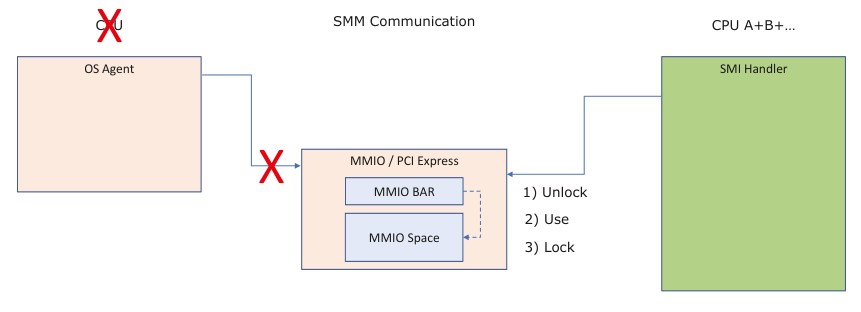 CPU
SMM Communication
CPU A+B+...
OS Agent
SMI Handler
MMIO / PCI Express
MMIO BAR
MMIO Space
1) Unlock
2) Use
3) Lock